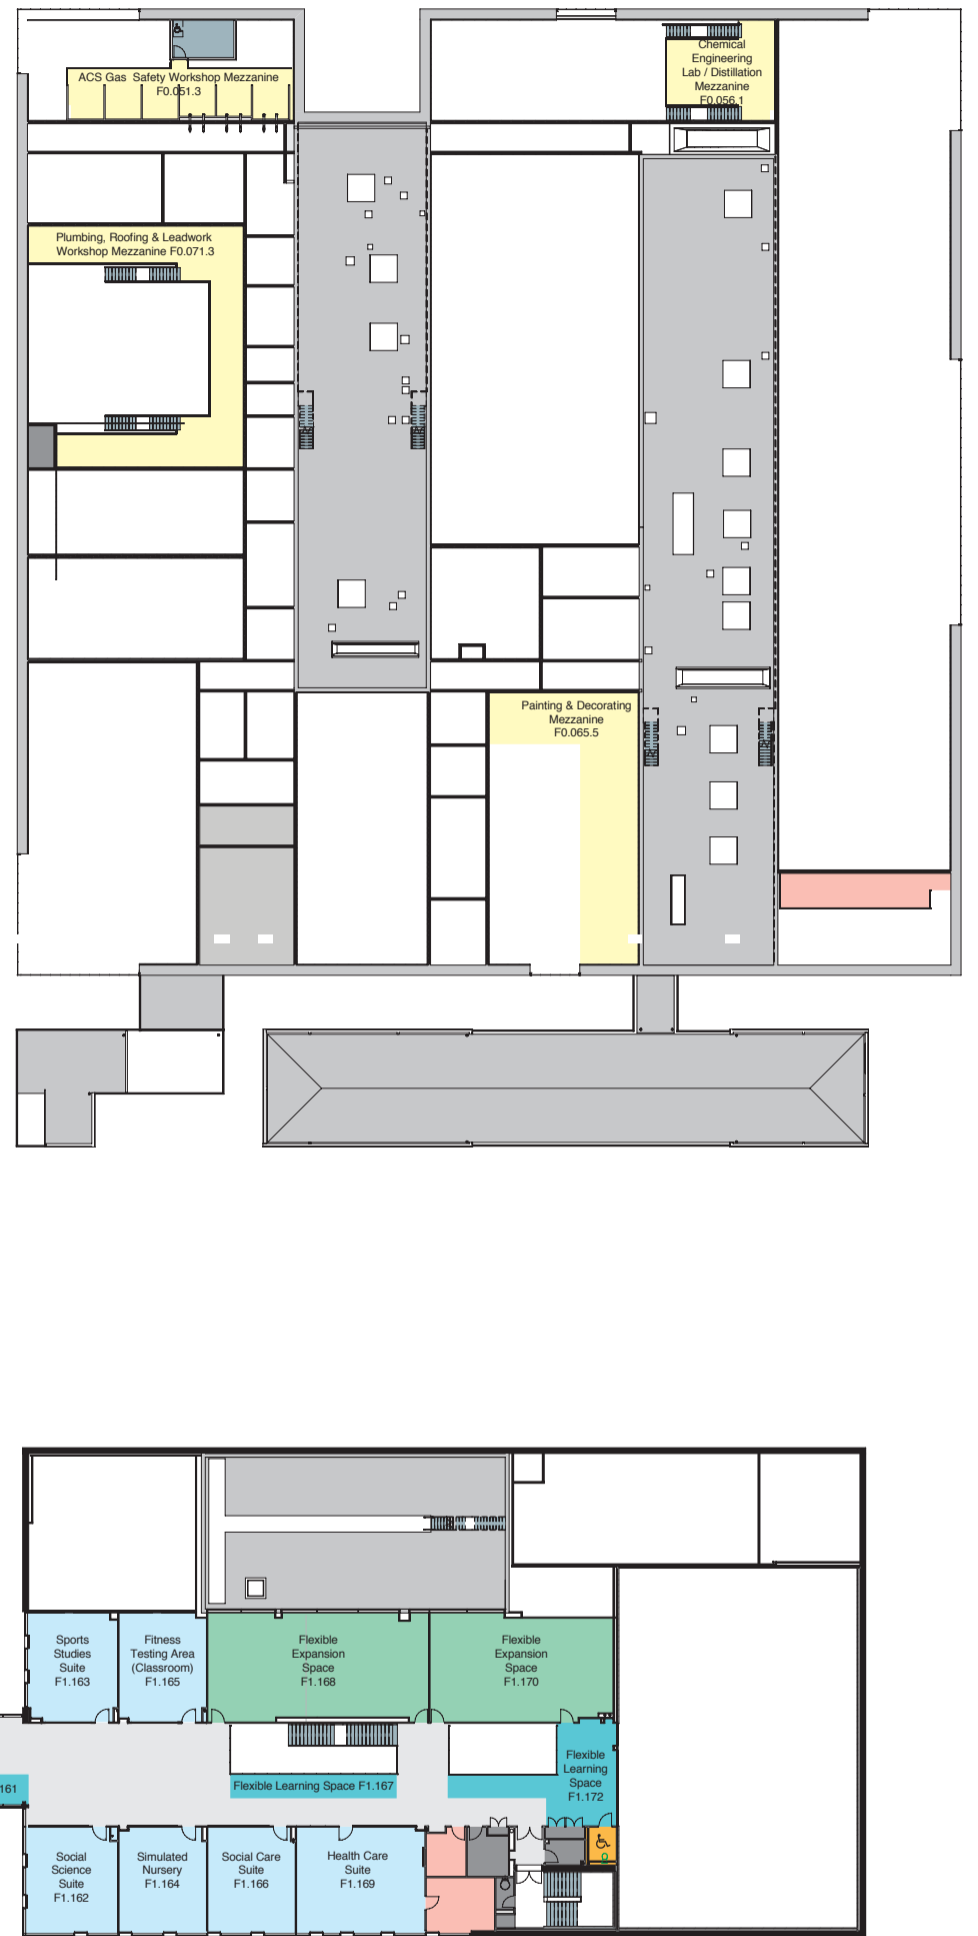 ACS Gas  Safety Workshop Mezzanine
F0.051.3
Chemical
Engineering
Lab / Distillation
Mezzanine
F0.056.1
Plumbing, Roofing & Leadwork
Workshop Mezzanine F0.071.3
Painting & Decorating
Mezzanine
F0.065.5
Sports
Studies
Suite
F1.163
Fitness
Testing Area
(Classroom)
F1.165
Flexible
Expansion
Space
F1.168
Flexible
Expansion
Space
F1.170
161
Flexible Learning Space F1.167
Flexible
Learning
Space
F1.172
Social
Science
Suite
F1.162
Simulated
Nursery
F1.164
Social Care
Suite
F1.166
Health Care
Suite
F1.169